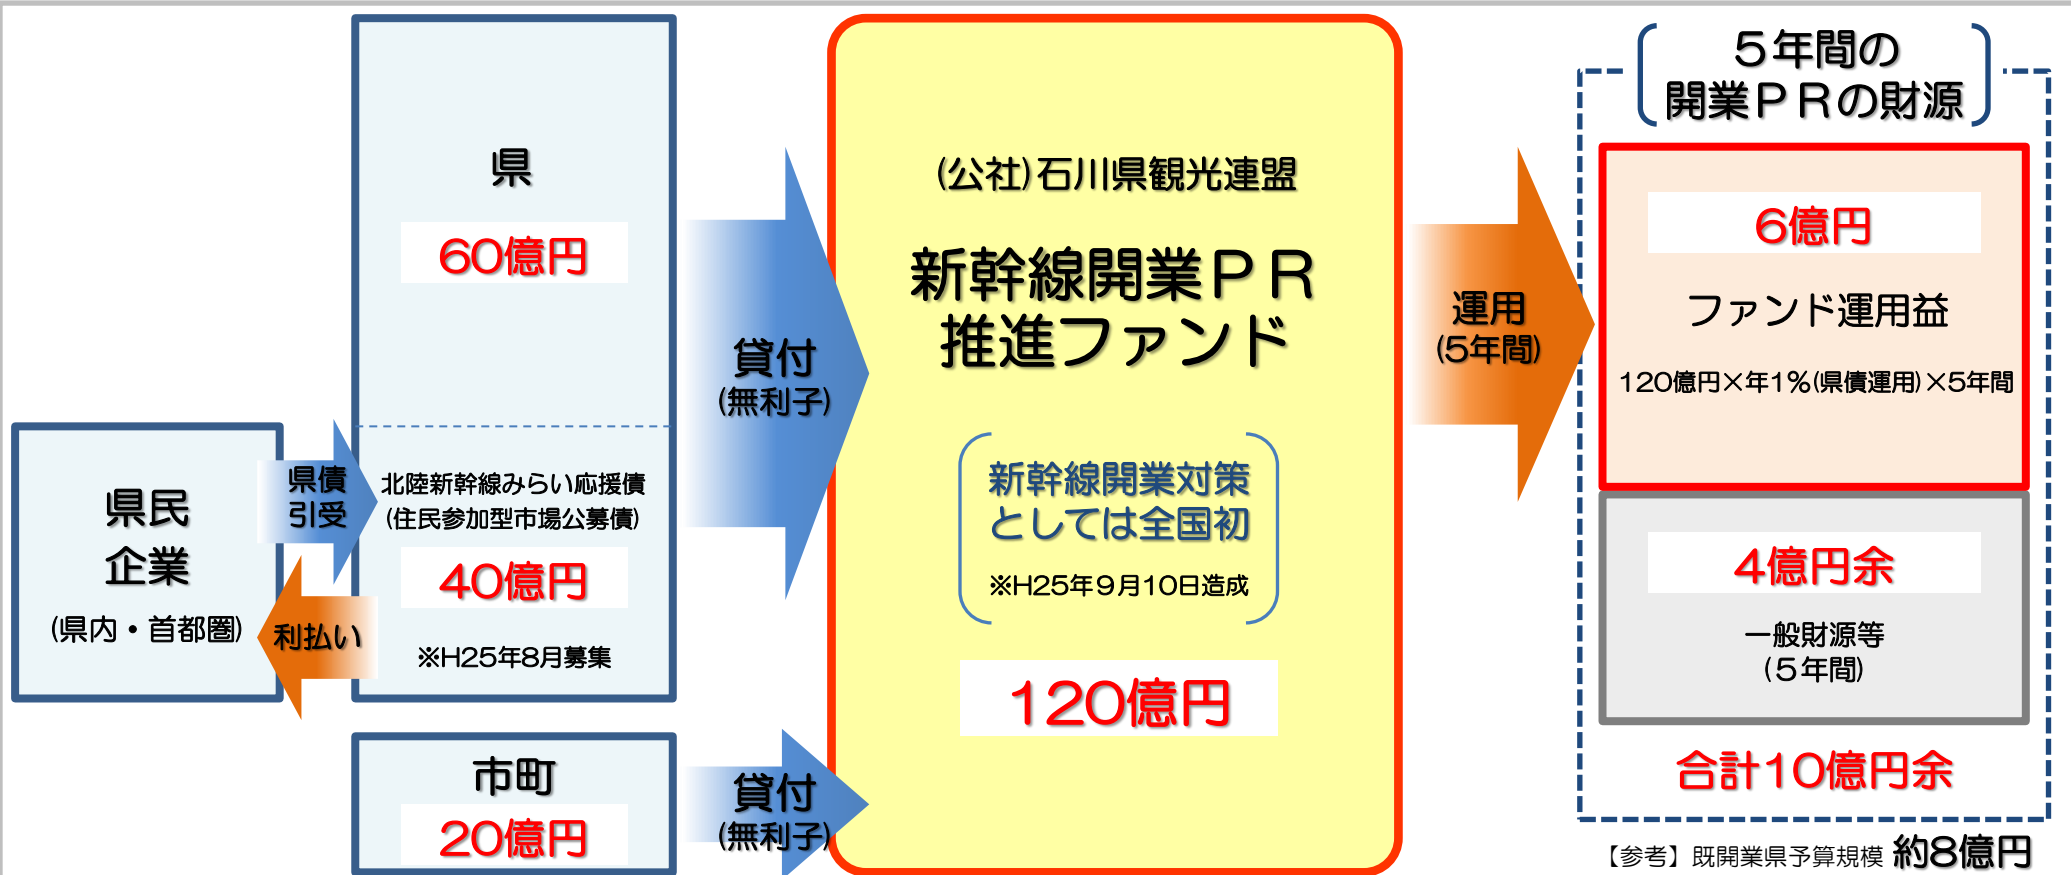 県民
企業
(県内・首都圏)
県債
引受
利払い
県
60億円
北陸新幹線みらい応援債
(住民参加型市場公募債)
40億円
※H25年8月募集
市町
20億円
貸付
(無利子)
貸付
(無利子)
(公社)石川県観光連盟
新幹線開業ＰＲ
推進ファンド
新幹線開業対策
としては全国初
※H25年９月10日造成
120億円
運用
(5年間)
５年間の
開業ＰＲの財源
6億円
ファンド運用益
120億円×年1%(県債運用)×5年間
4億円余
一般財源等
(５年間)
合計10億円余
【参考】既開業県予算規模 約8億円